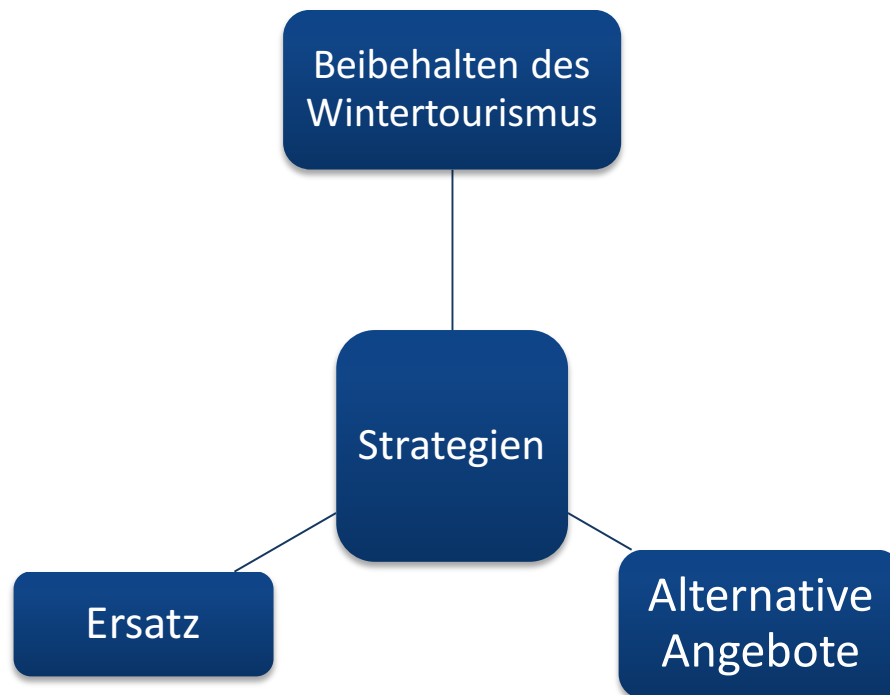 Beibehalten des
Wintertourismus
Strategien
Ersatz
Alternative
Angebote